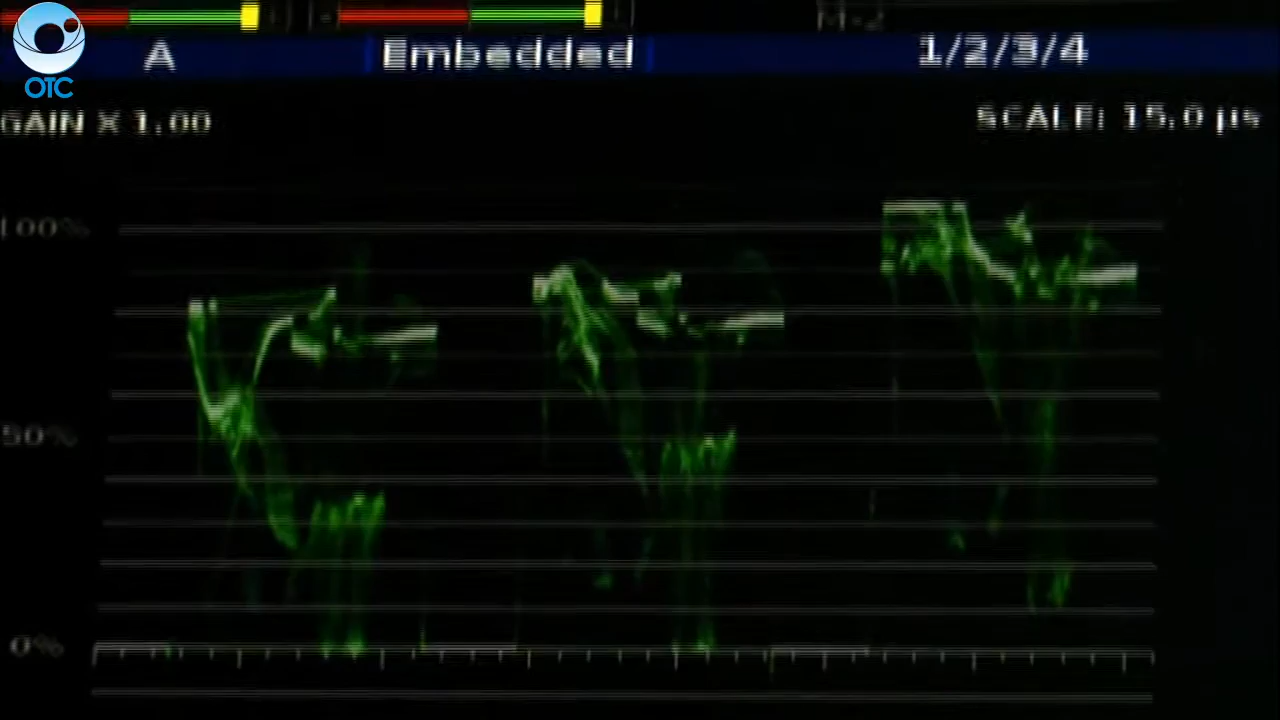 A Embedded 1/2/3/4
OTC
GAIN X 1.00 SCALE: 15.0 µs
100%
50%
0%